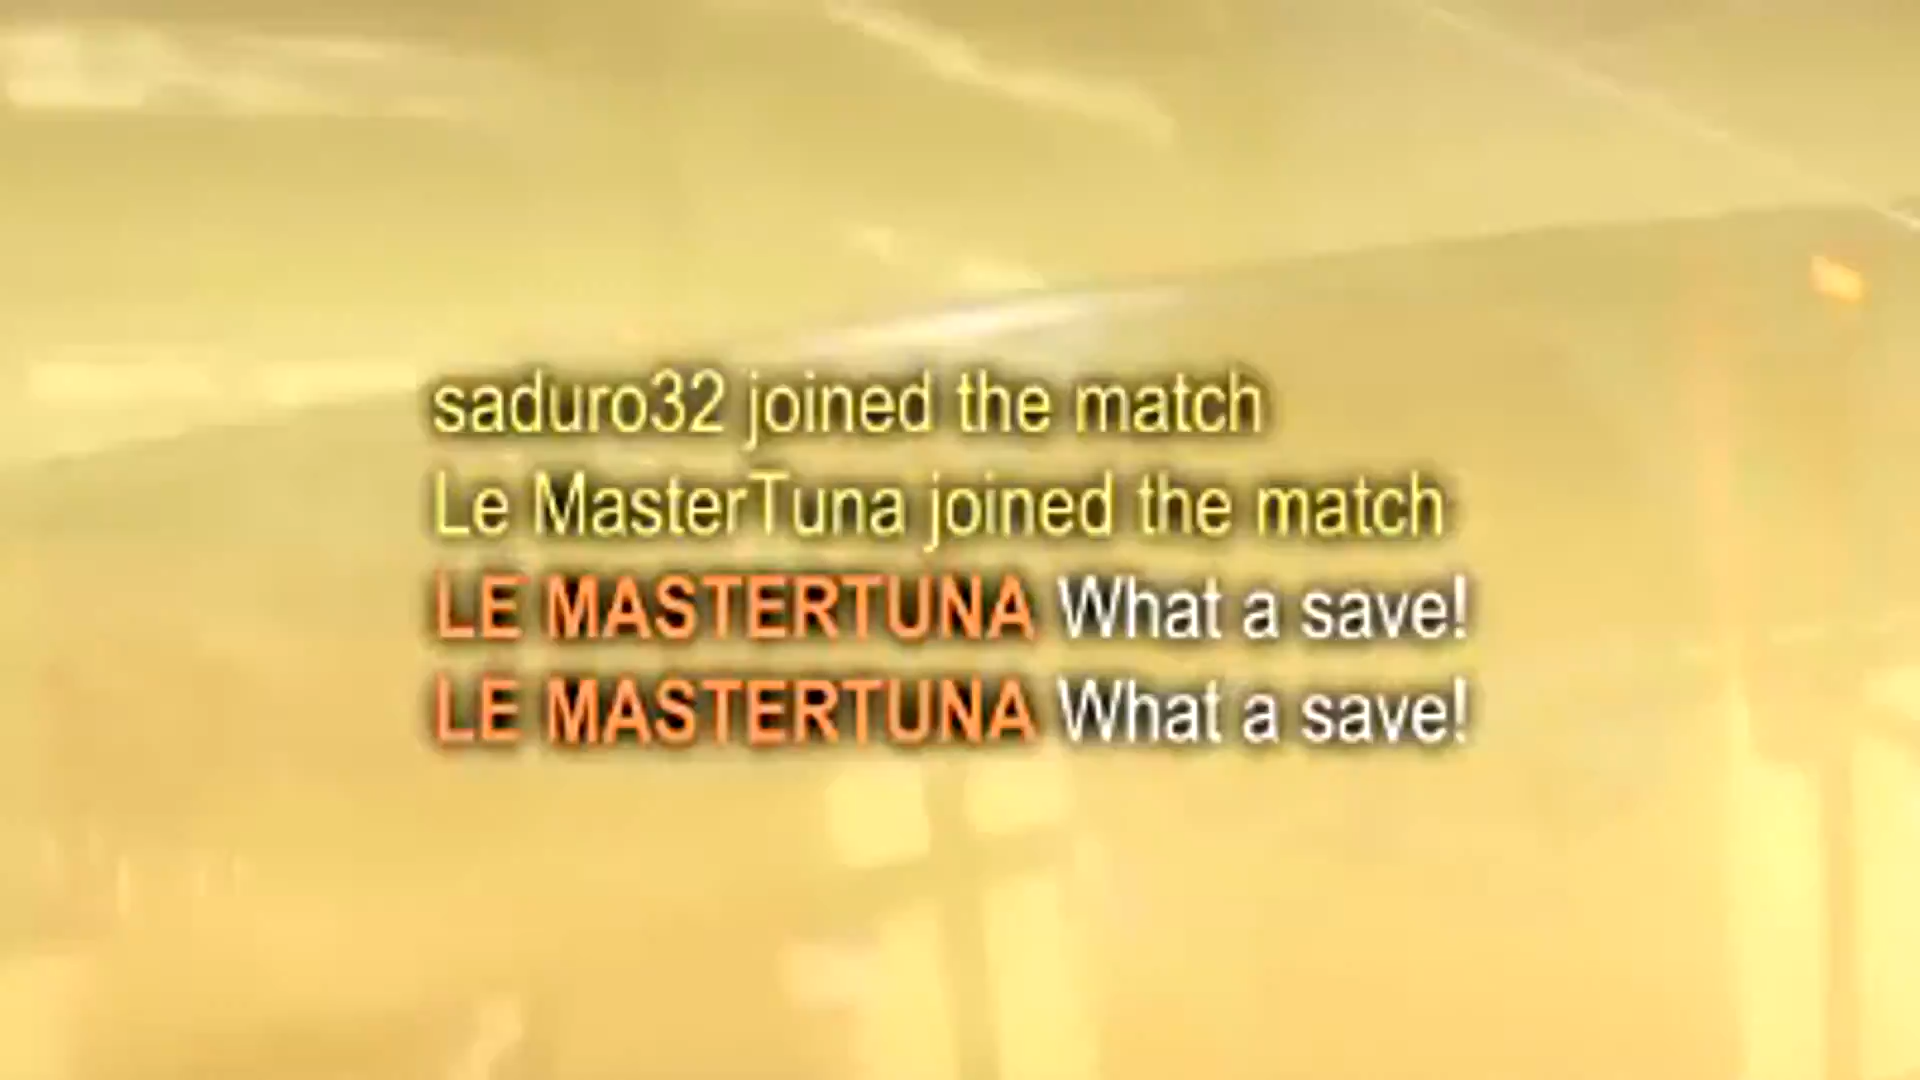 saduro32 joined the match
Le MasterTuna joined the match
LE MASTERTUNA What a save!
LE MASTERTUNA What a save!